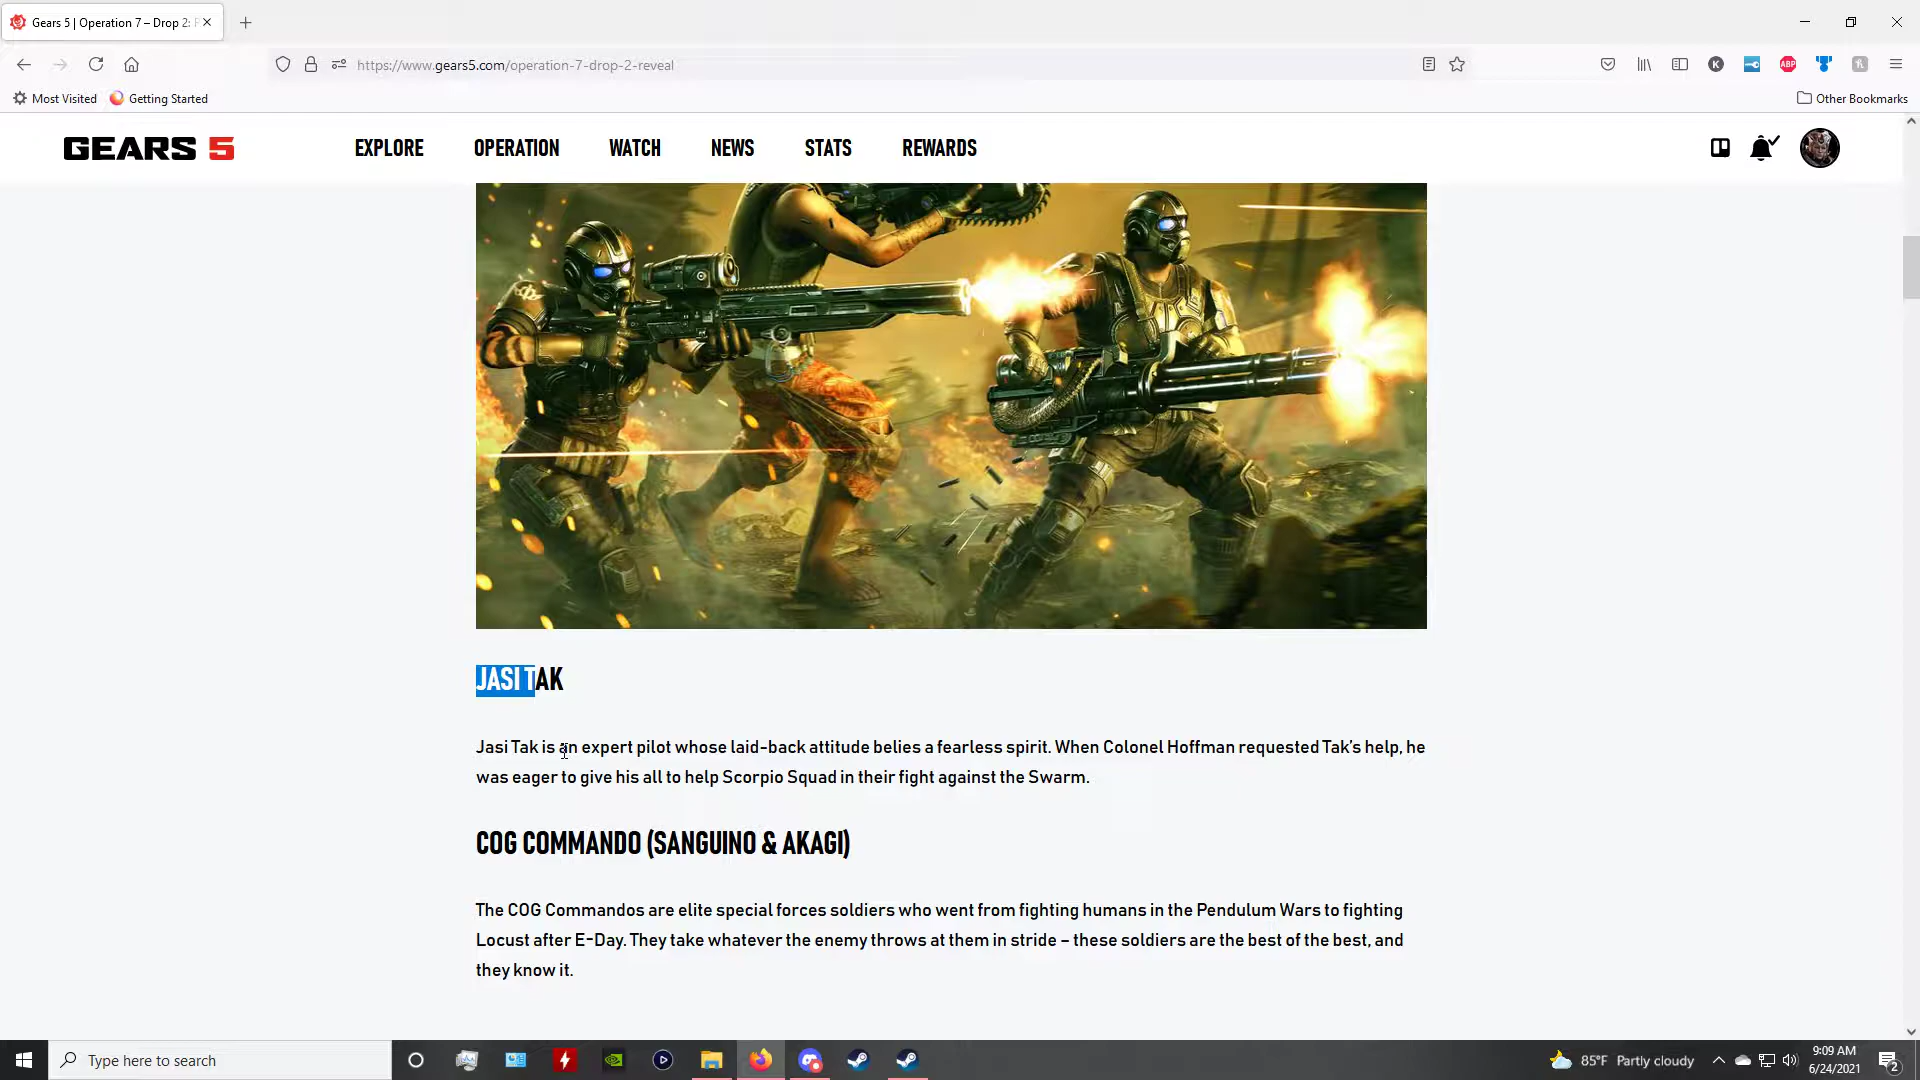 Gears 5 | Operation 7 – Drop 2:
https://www.gears5.com/operation-7-drop-2-reveal
K
ABP
Most Visited
Getting Started
Other Bookmarks
GEARS 5
EXPLORE
OPERATION
WATCH
NEWS
STATS
REWARDS
JASI TAK
Jasi Tak is an expert pilot whose laid-back attitude belies a fearless spirit. When Colonel Hoffman requested Tak's help, he
was eager to give his all to help Scorpio Squad in their fight against the Swarm.
COG COMMANDO (SANGUINO & AKAGI)
The COG Commandos are elite special forces soldiers who went from fighting humans in the Pendulum Wars to fighting
Locust after E-Day. They take whatever the enemy throws at them in stride – these soldiers are the best of the best, and
they know it.
Type here to search
85°F Partly cloudy
9:09 AM
6/24/2021
2